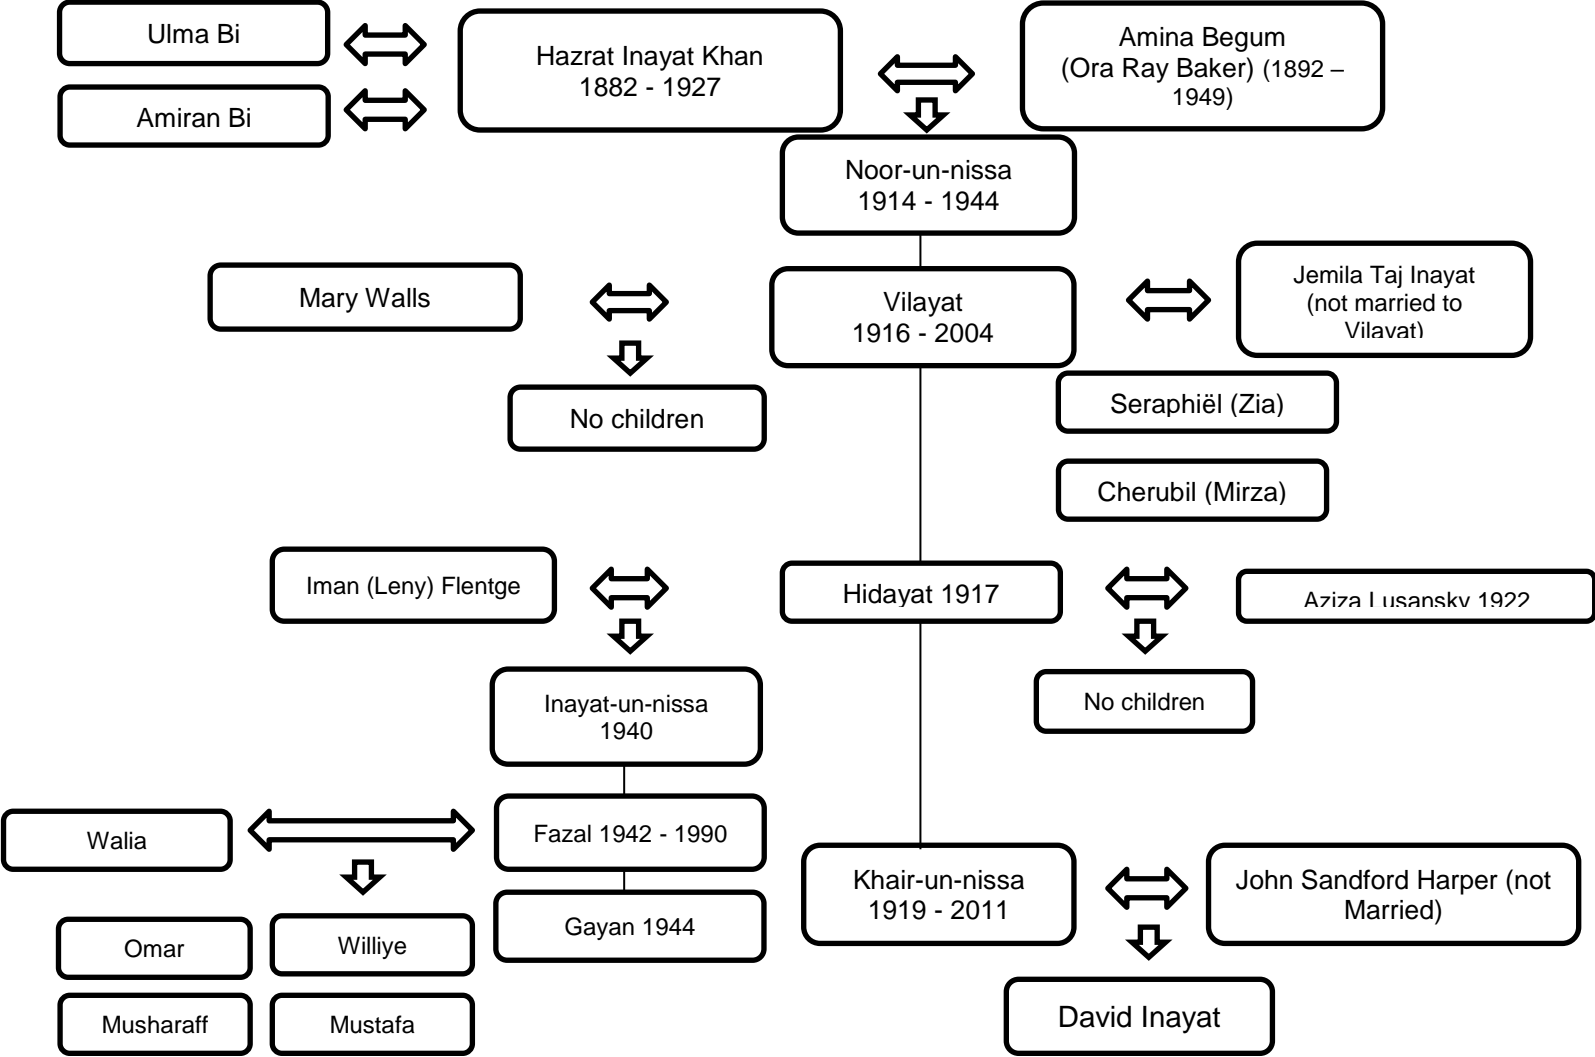 Ulma Bi
Hazrat Inayat Khan
1882 - 1927
Amina Begum
(Ora Ray Baker) (1892 –
1949)
Amiran Bi
Noor-un-nissa
1914 - 1944
Mary Walls
Vilayat
1916 - 2004
Jemila Taj Inayat
(not married to
Vilayat)
No children
Seraphiël (Zia)
Cherubil (Mirza)
Iman (Leny) Flentge
Hidayat 1917
Aziza Lusansky 1922
Inayat-un-nissa
1940
No children
Walia
Fazal 1942 - 1990
Khair-un-nissa
1919 - 2011
John Sandford Harper (not
Married)
Gayan 1944
Omar
Williye
Musharaff
Mustafa
David Inayat